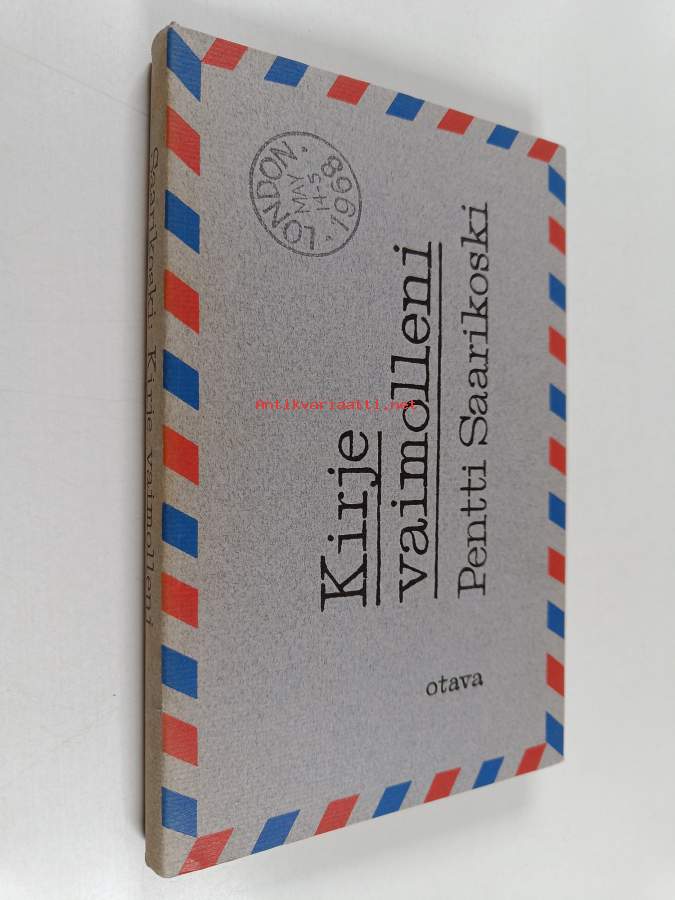 Kirje
vaimolleni
Pentti Saarikoski
otava
LONDON.
MAY
14-5
.1968
Saarikoski: Kirje vaimolleni
Antikvariaatti.net